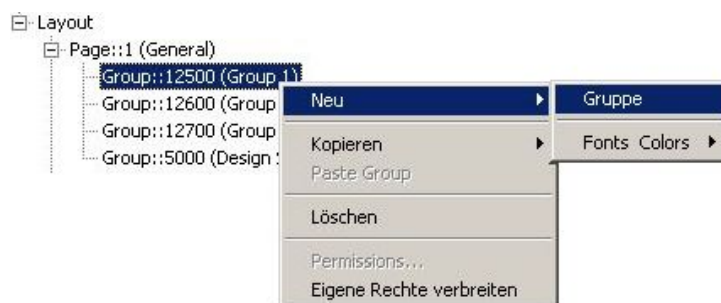 Layout
Page::1 (General)
Group::12500 (Group 1)
Group::12600 (Group
Group::12700 (Group
Group::5000 (Design
Neu
Kopieren
Paste Group
Löschen
Permissions...
Eigene Rechte verbreiten
Gruppe
Fonts Colors